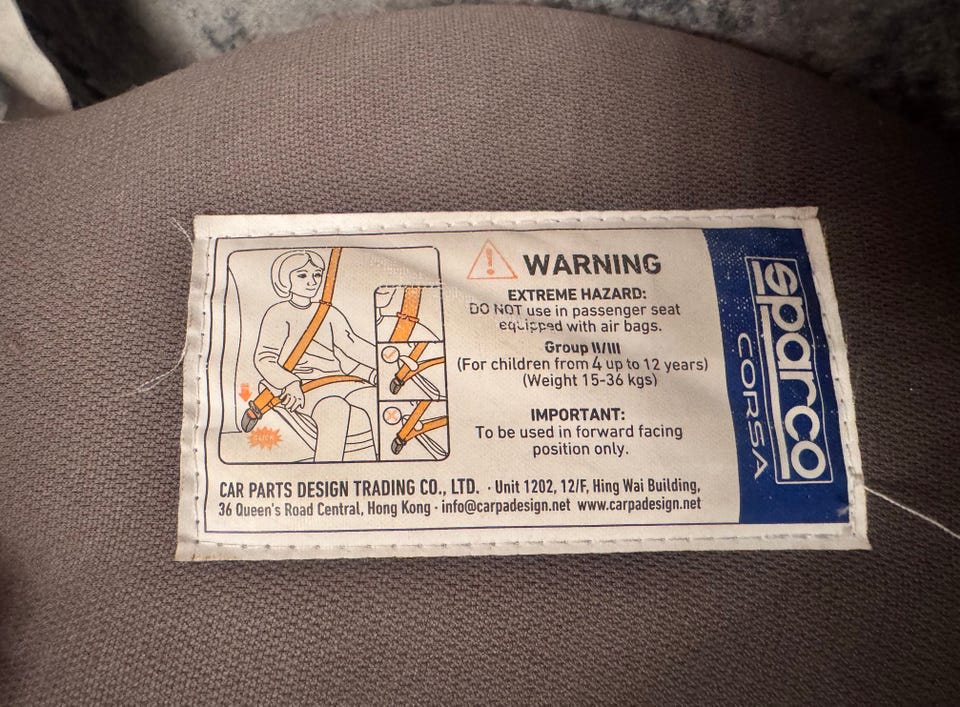 WARNING
EXTREME HAZARD:
DO NOT use in passenger seat
equipped with air bags.
Group II/III
(For children from 4 up to 12 years)
(Weight 15-36 kgs)
IMPORTANT:
To be used in forward facing
position only.
CLICK
CAR PARTS DESIGN TRADING CO., LTD. · Unit 1202, 12/F, Hing Wai Building,
36 Queen's Road Central, Hong Kong · info@carpadesign.net www.carpadesign.net
sparco
CORSA